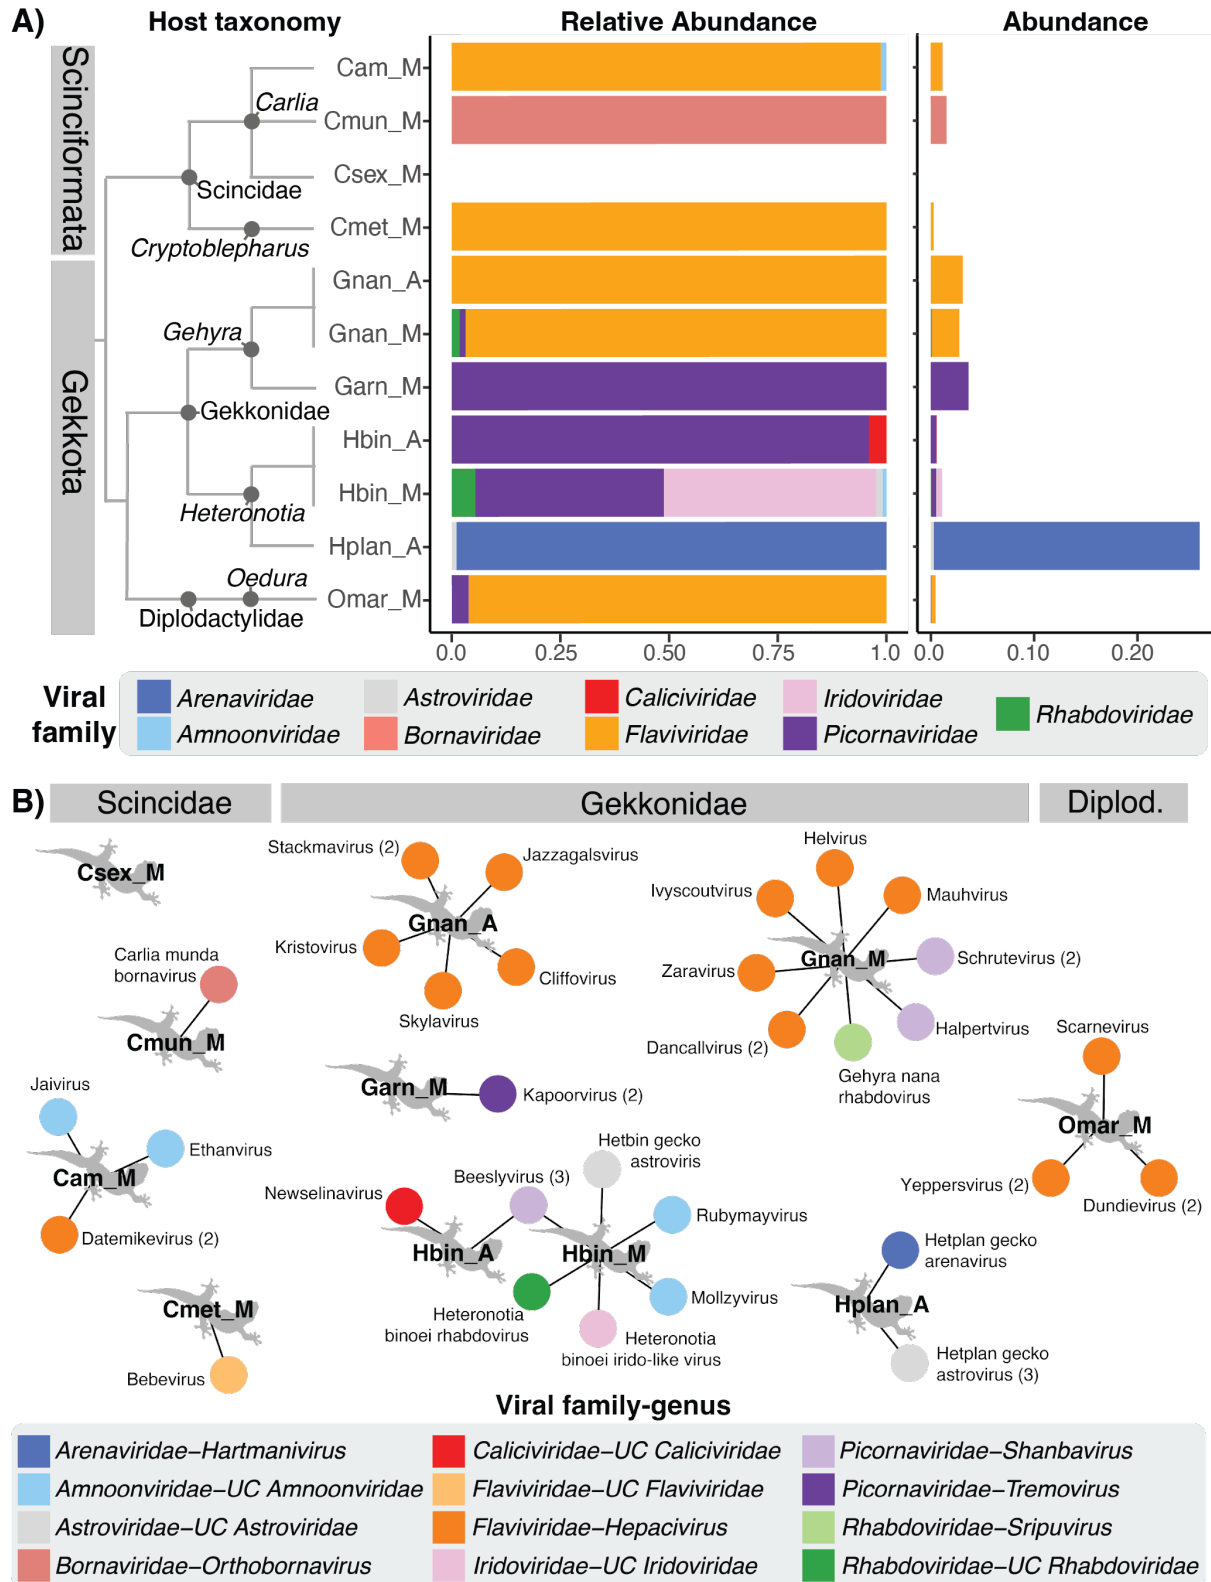 A)
Host taxonomy
Relative Abundance
Abundance
Scinciformata
Gekkota
Carlia
Scincidae
Cryptoblepharus
Gehyra
Gekkonidae
Heteronotia
Oedura
Diplodactylidae
Cam_M
Cmun_M
Csex_M
Cmet_M
Gnan_A
Gnan_M
Garn_M
Hbin_A
Hbin_M
Hplan_A
Omar_M
0.0 0.25 0.50 0.75 1.0
0.0 0.10 0.20
Viral
family
Arenaviridae Astroviridae Caliciviridae Iridoviridae Rhabdoviridae
Amnoonviridae Bornaviridae Flaviviridae Picornaviridae
B)
Scincidae
Gekkonidae
Diplod.
Csex_M
Carlia munda
bornavirus
Cmun_M
Jaivirus
Ethanvirus
Cam_M
Datemikevirus (2)
Cmet_M
Bebevirus
Stackmavirus (2)
Jazzagalsvirus
Gnan_A
Kristovirus
Cliffovirus
Skylavirus
Helvirus
Ivyscoutvirus
Mauhvirus
Gnan_M
Schrutevirus (2)
Zaravirus
Halpertvirus
Dancallvirus (2)
Gehyra nana
rhabdovirus
Garn_M
Kapoorvirus (2)
Scarnevirus
Omar_M
Yeppersvirus (2)
Dundievirus (2)
Hetbin gecko
astroviris
Beeslyvirus (3)
Newselinavirus
Rubymayvirus
Hbin_A
Hbin_M
Mollzyvirus
Heteronotia
binoei rhabdovirus
Heteronotia
binoei irido-like virus
Hetplan gecko
arenavirus
Hplan_A
Hetplan gecko
astrovirus (3)
Viral family-genus
Arenaviridae–Hartmanivirus
Amnoonviridae–UC Amnoonviridae
Astroviridae–UC Astroviridae
Bornaviridae–Orthobornavirus
Caliciviridae–UC Caliciviridae
Flaviviridae–UC Flaviviridae
Flaviviridae–Hepacivirus
Iridoviridae–UC Iridoviridae
Picornaviridae–Shanbavirus
Picornaviridae–Tremovirus
Rhabdoviridae–Sripuvirus
Rhabdoviridae–UC Rhabdoviridae